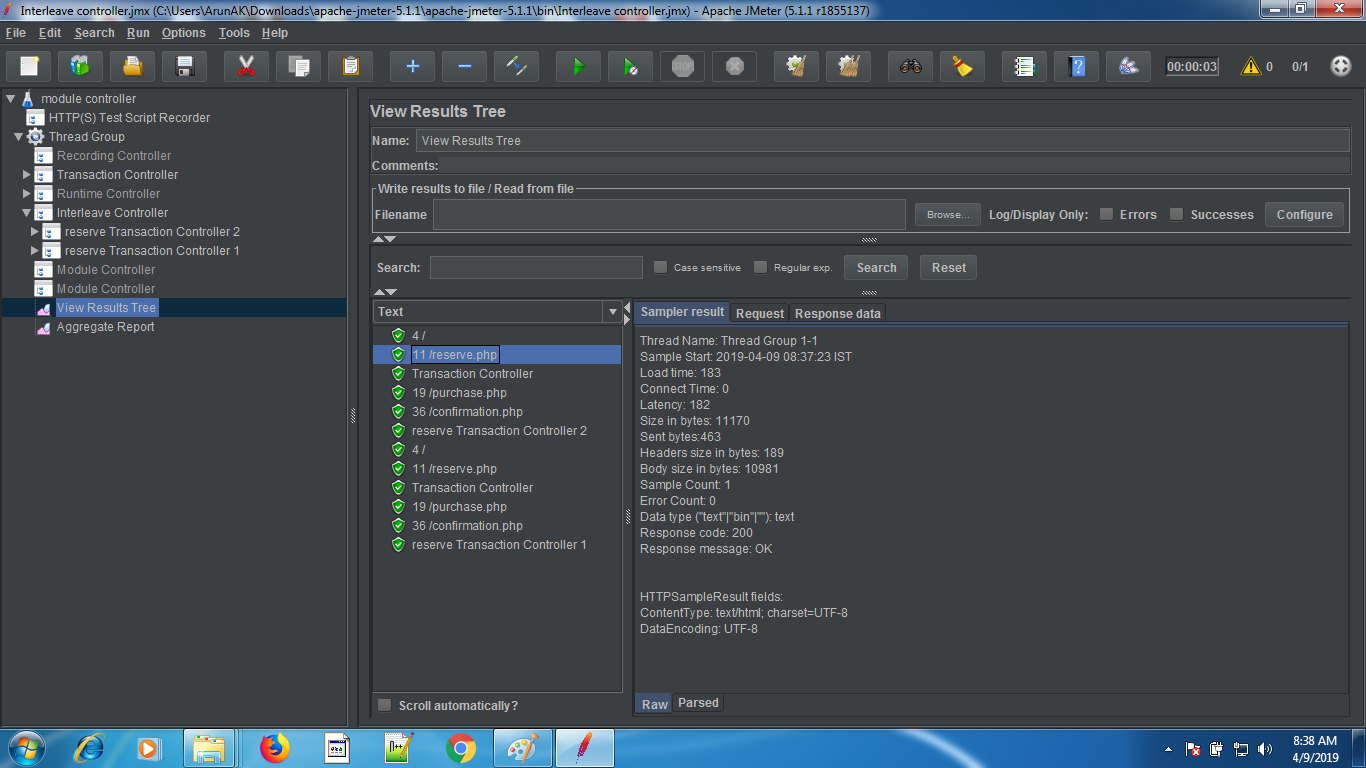 Interleave controller.jmx (C:\Users\ArunAK\Downloads\apache-jmeter-5.1.1\apache-jmeter-5.1.1\bin\Interleave controller.jmx) - Apache JMeter (5.1.1 r1855137)
File Edit Search Run Options Tools Help
00:00:03 0 0/1
module controller
HTTP(S) Test Script Recorder
Thread Group
Recording Controller
Transaction Controller
Runtime Controller
Interleave Controller
reserve Transaction Controller 2
reserve Transaction Controller 1
Module Controller
Module Controller
View Results Tree
Aggregate Report
View Results Tree
Name: View Results Tree
Comments:
Write results to file / Read from file
Filename Browse... Log/Display Only: Errors Successes Configure
Search: Case sensitive Regular exp. Search Reset
Text
4 /
11 /reserve.php
Transaction Controller
19 /purchase.php
36 /confirmation.php
reserve Transaction Controller 2
4 /
11 /reserve.php
Transaction Controller
19 /purchase.php
36 /confirmation.php
reserve Transaction Controller 1
Scroll automatically?
Sampler result Request Response data
Thread Name: Thread Group 1-1
Sample Start: 2019-04-09 08:37:23 IST
Load time: 183
Connect Time: 0
Latency: 182
Size in bytes: 11170
Sent bytes:463
Headers size in bytes: 189
Body size in bytes: 10981
Sample Count: 1
Error Count: 0
Data type ("text"|"bin"|""): text
Response code: 200
Response message: OK
HTTPSampleResult fields:
ContentType: text/html; charset=UTF-8
DataEncoding: UTF-8
Raw Parsed
8:38 AM
4/9/2019